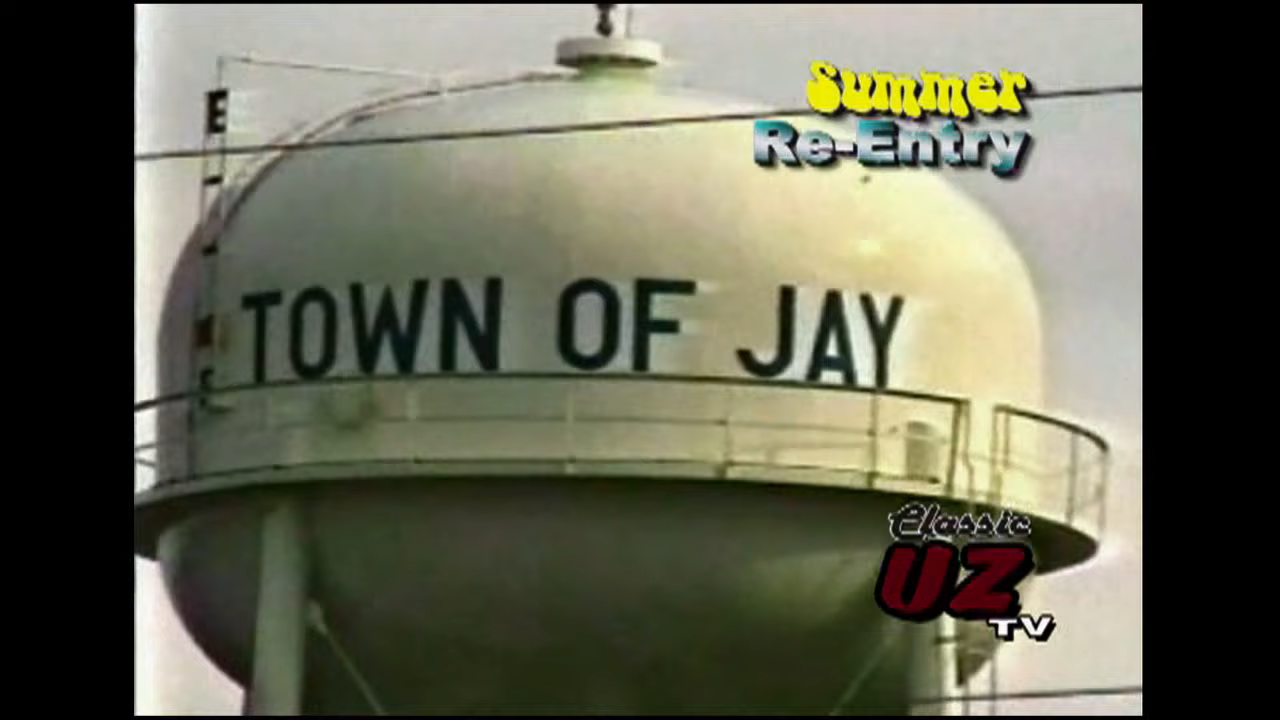 Summer
Re-Entry
TOWN OF JAY
Classic
UZ
TV